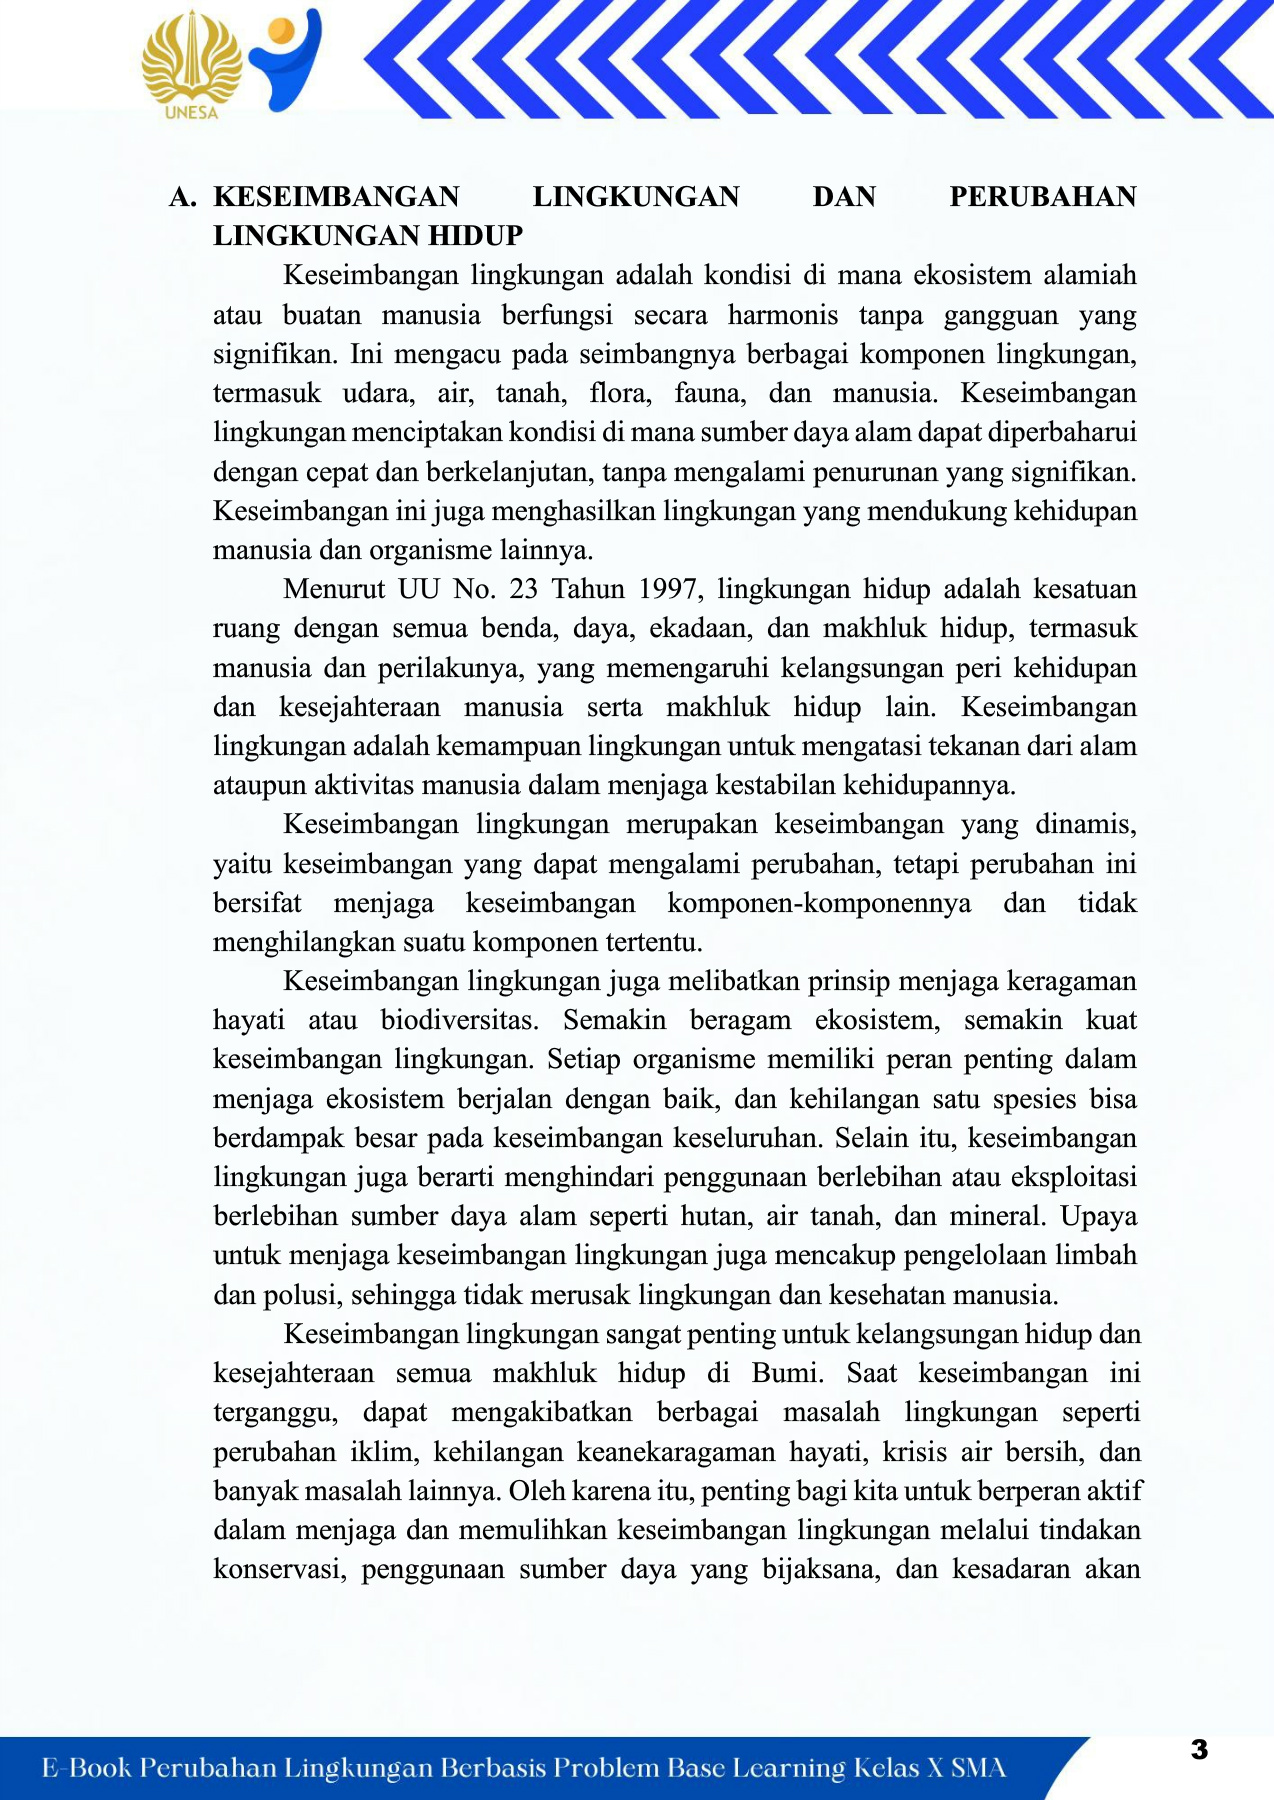 UNESA
A. KESEIMBANGAN LINGKUNGAN DAN PERUBAHAN
LINGKUNGAN HIDUP
Keseimbangan lingkungan adalah kondisi di mana ekosistem alamiah
atau buatan manusia berfungsi secara harmonis tanpa gangguan yang
signifikan. Ini mengacu pada seimbangnya berbagai komponen lingkungan,
termasuk udara, air, tanah, flora, fauna, dan manusia. Keseimbangan
lingkungan menciptakan kondisi di mana sumber daya alam dapat diperbaharui
dengan cepat dan berkelanjutan, tanpa mengalami penurunan yang signifikan.
Keseimbangan ini juga menghasilkan lingkungan yang mendukung kehidupan
manusia dan organisme lainnya.
Menurut UU No. 23 Tahun 1997, lingkungan hidup adalah kesatuan
ruang dengan semua benda, daya, ekadaan, dan makhluk hidup, termasuk
manusia dan perilakunya, yang memengaruhi kelangsungan peri kehidupan
dan kesejahteraan manusia serta makhluk hidup lain. Keseimbangan
lingkungan adalah kemampuan lingkungan untuk mengatasi tekanan dari alam
ataupun aktivitas manusia dalam menjaga kestabilan kehidupannya.
Keseimbangan lingkungan merupakan keseimbangan yang dinamis,
yaitu keseimbangan yang dapat mengalami perubahan, tetapi perubahan ini
bersifat menjaga keseimbangan komponen-komponennya dan tidak
menghilangkan suatu komponen tertentu.
Keseimbangan lingkungan juga melibatkan prinsip menjaga keragaman
hayati atau biodiversitas. Semakin beragam ekosistem, semakin kuat
keseimbangan lingkungan. Setiap organisme memiliki peran penting dalam
menjaga ekosistem berjalan dengan baik, dan kehilangan satu spesies bisa
berdampak besar pada keseimbangan keseluruhan. Selain itu, keseimbangan
lingkungan juga berarti menghindari penggunaan berlebihan atau eksploitasi
berlebihan sumber daya alam seperti hutan, air tanah, dan mineral. Upaya
untuk menjaga keseimbangan lingkungan juga mencakup pengelolaan limbah
dan polusi, sehingga tidak merusak lingkungan dan kesehatan manusia.
Keseimbangan lingkungan sangat penting untuk kelangsungan hidup dan
kesejahteraan semua makhluk hidup di Bumi. Saat keseimbangan ini
terganggu, dapat mengakibatkan berbagai masalah lingkungan seperti
perubahan iklim, kehilangan keanekaragaman hayati, krisis air bersih, dan
banyak masalah lainnya. Oleh karena itu, penting bagi kita untuk berperan aktif
dalam menjaga dan memulihkan keseimbangan lingkungan melalui tindakan
konservasi, penggunaan sumber daya yang bijaksana, dan kesadaran akan
E-Book Perubahan Lingkungan Berbasis Problem Base Learning Kelas X SMA
3